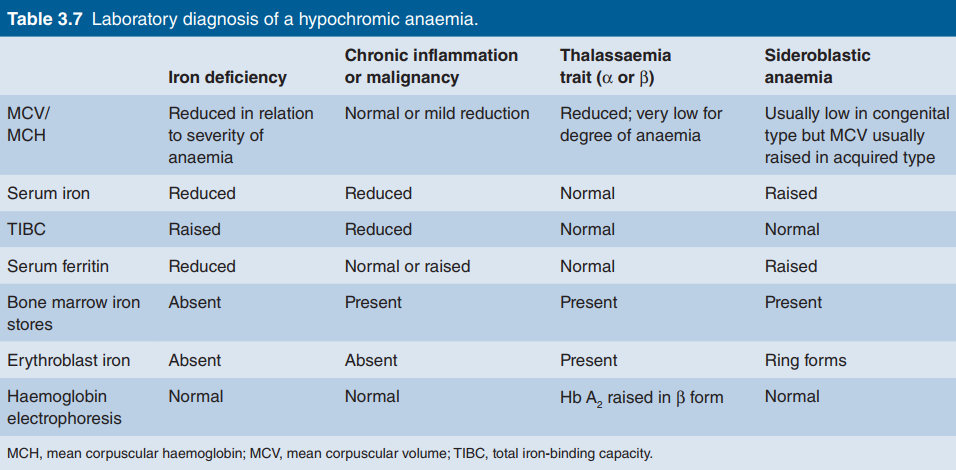 Table 3.7 Laboratory diagnosis of a hypochromic anaemia.
Iron deficiency
Chronic inflammation
or malignancy
Thalassaemia
trait (α or β)
Sideroblastic
anaemia
MCV/
MCH
Reduced in relation
to severity of
anaemia
Normal or mild reduction
Reduced; very low for
degree of anaemia
Usually low in congenital
type but MCV usually
raised in acquired type
Serum iron Reduced Reduced Normal Raised
TIBC Raised Reduced Normal Normal
Serum ferritin Reduced Normal or raised Normal Raised
Bone marrow iron
stores
Absent Present Present Present
Erythroblast iron Absent Absent Present Ring forms
Haemoglobin
electrophoresis
Normal Normal Hb A₂ raised in β form Normal
MCH, mean corpuscular haemoglobin; MCV, mean corpuscular volume; TIBC, total iron-binding capacity.